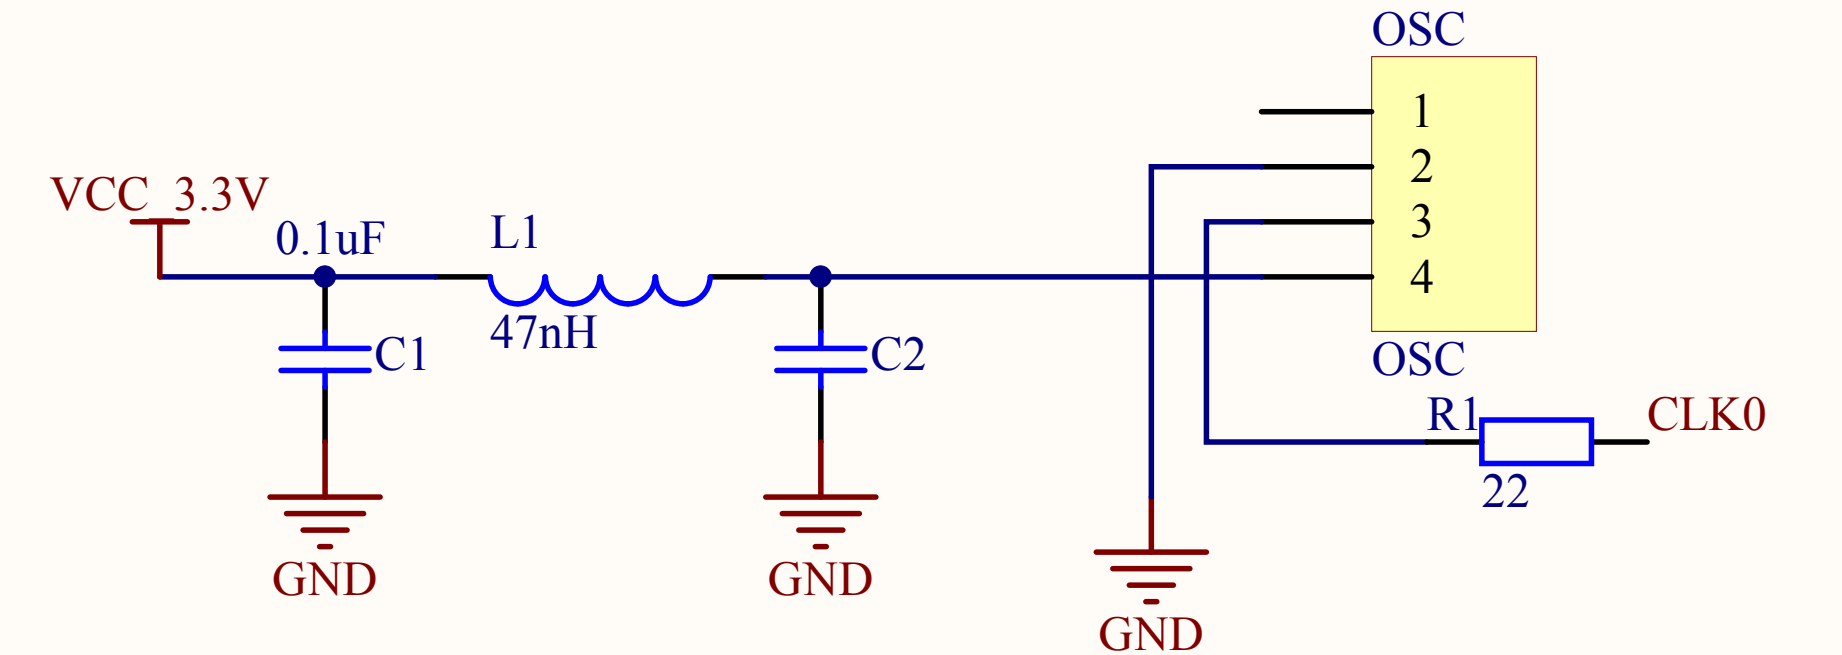 OSC
1
2
3
4
OSC
VCC_3.3V
0.1uF
L1
47nH
C1
C2
R1
22
CLK0
GND
GND
GND